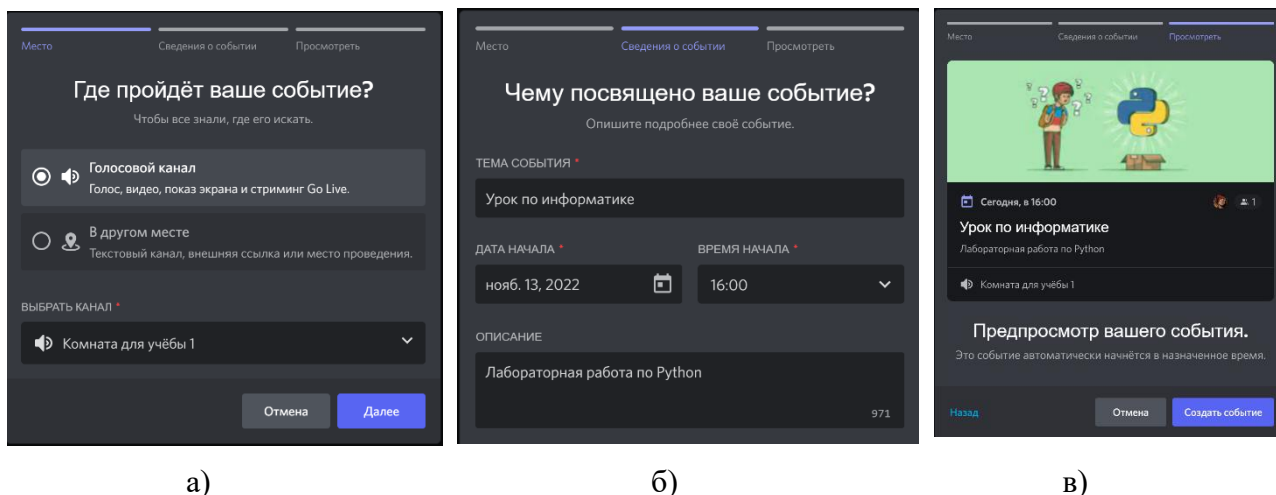 Место
Сведения о событии
Просмотреть
Где пройдёт ваше событие?
Чтобы все знали, где его искать.
Голосовой канал
Голос, видео, показ экрана и стриминг Go Live.
В другом месте
Текстовый канал, внешняя ссылка или место проведения.
ВЫБРАТЬ КАНАЛ *
Комната для учёбы 1
Отмена
Далее
а)
Место
Сведения о событии
Просмотреть
Чему посвящено ваше событие?
Опишите подробнее своё событие.
ТЕМА СОБЫТИЯ *
Урок по информатике
ДАТА НАЧАЛА *
ВРЕМЯ НАЧАЛА *
нояб. 13, 2022
16:00
ОПИСАНИЕ
Лабораторная работа по Python
971
б)
Место
Сведения о событии
Просмотреть
? ? ? ? ? ?
Сегодня, в 16:00
1
Урок по информатике
Лабораторная работа по Python
Комната для учёбы 1
Предпросмотр вашего события.
Это событие автоматически начнётся в назначенное время.
Назад
Отмена
Создать событие
в)